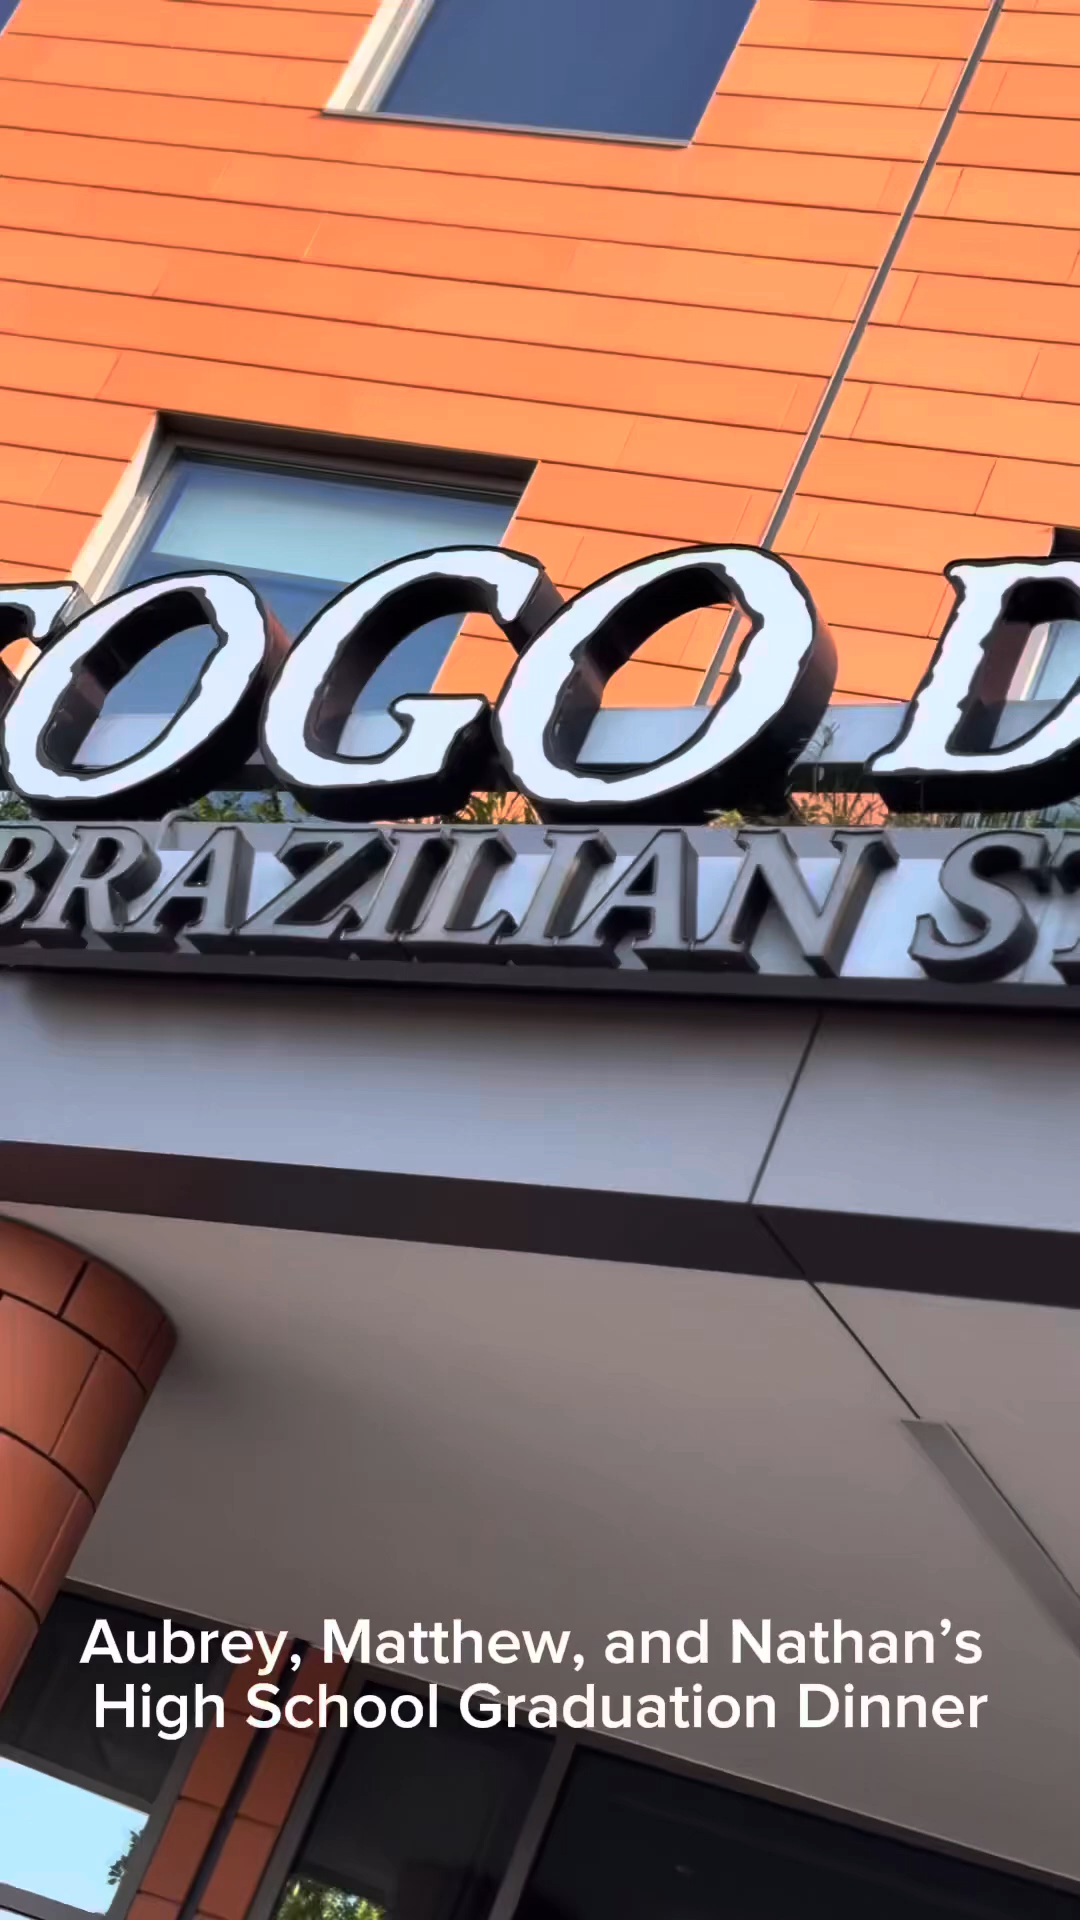 OGO D
BRAZILIAN S
Aubrey, Matthew, and Nathan’s
High School Graduation Dinner